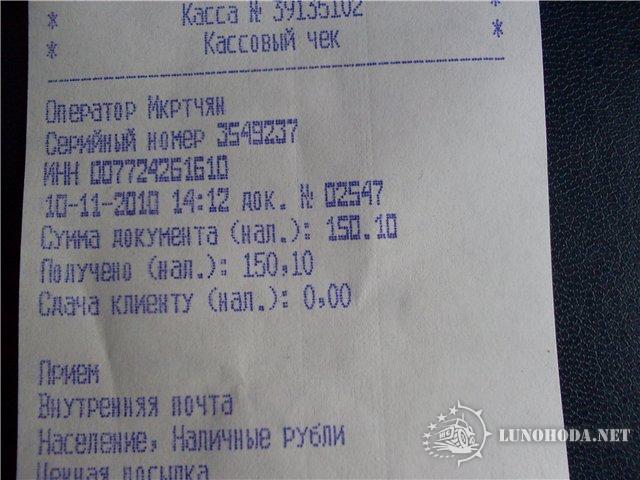 * Касса № 39135102 *
* Кассовый чек *
Оператор Мкртчян
Серийный номер 3549237
ИНН 007724261610
10-11-2010 14:12 док. № 02547
Сумма документа (нал.): 150.10
Получено (нал.): 150,10
Сдача клиенту (нал.): 0,00
Прием
Внутренняя почта
Население, Наличные рубли
Ценная посылка
LUNOHODA.NET